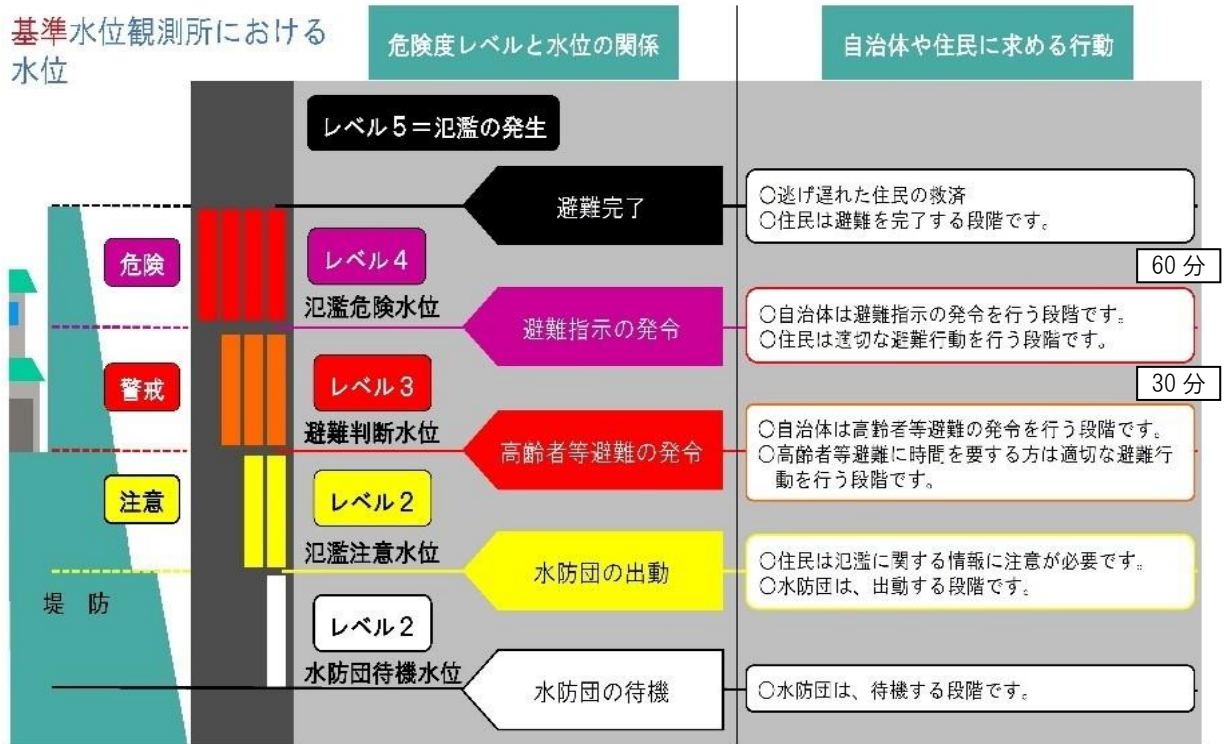 基準水位観測所における
水位
危険度レベルと水位の関係
自治体や住民に求める行動
レベル5=氾濫の発生
避難完了
○逃げ遅れた住民の救済
○住民は避難を完了する段階です。
危険
レベル4
氾濫危険水位
60分
避難指示の発令
○自治体は避難指示の発令を行う段階です。
○住民は適切な避難行動を行う段階です。
警戒
レベル3
避難判断水位
30分
高齢者等避難の発令
○自治体は高齢者等避難の発令を行う段階です。
○高齢者等避難に時間を要する方は適切な避難行
動を行う段階です。
注意
レベル2
氾濫注意水位
水防団の出動
○住民は氾濫に関する情報に注意が必要です。
○水防団は、出動する段階です。
堤 防
レベル2
水防団待機水位
水防団の待機
○水防団は、待機する段階です。